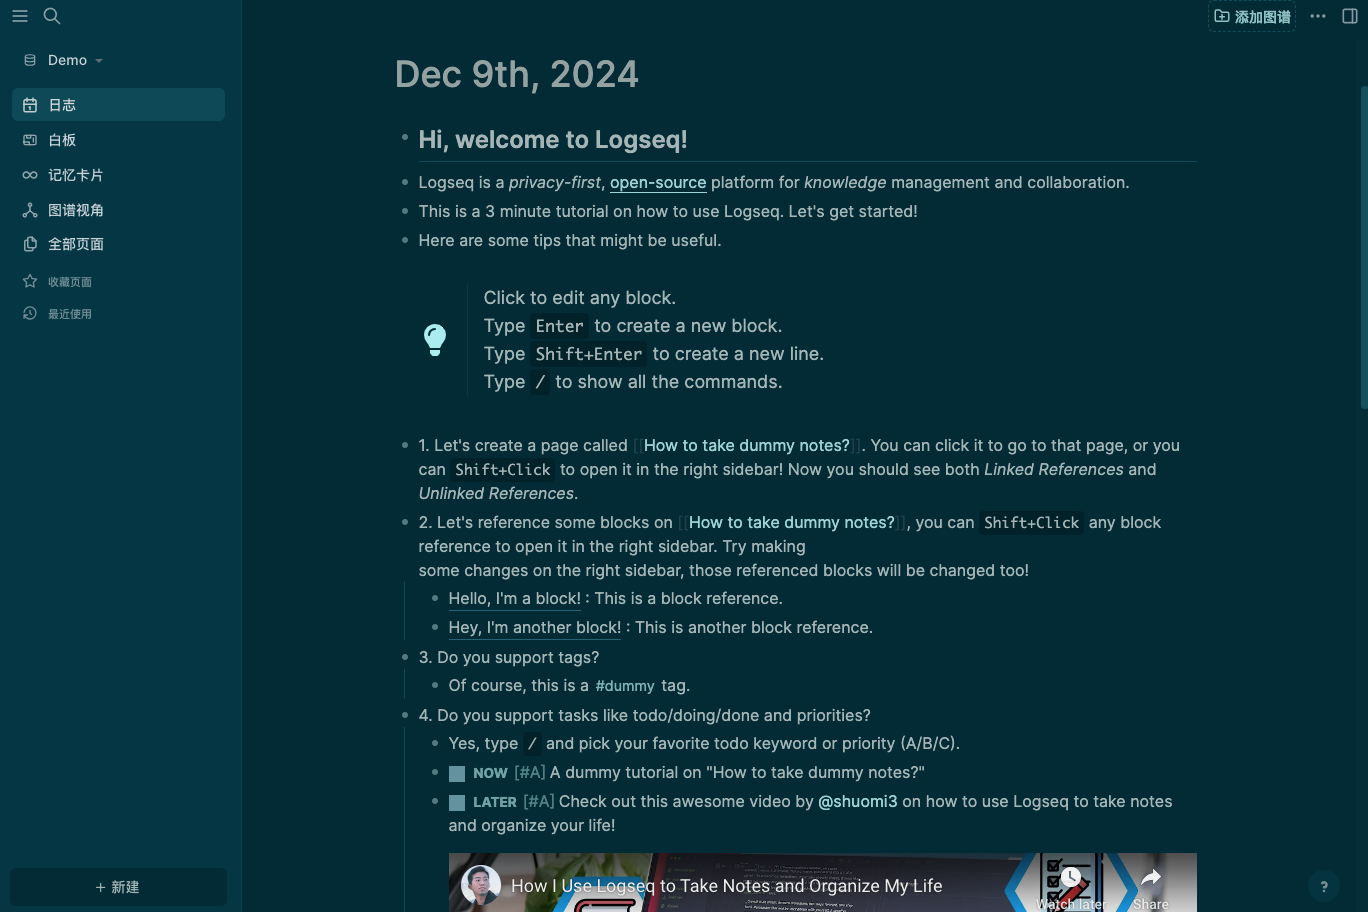 添加图谱
Demo
日志
白板
记忆卡片
图谱视角
全部页面
收藏页面
最近使用
新建
Dec 9th, 2024
Hi, welcome to Logseq!
Logseq is a privacy-first, open-source platform for knowledge management and collaboration.
This is a 3 minute tutorial on how to use Logseq. Let's get started!
Here are some tips that might be useful.
Click to edit any block.
Type Enter to create a new block.
Type Shift+Enter to create a new line.
Type / to show all the commands.
1. Let's create a page called [[How to take dummy notes?]]. You can click it to go to that page, or you
can Shift+Click to open it in the right sidebar! Now you should see both Linked References and
Unlinked References.
2. Let's reference some blocks on [[How to take dummy notes?]], you can Shift+Click any block
reference to open it in the right sidebar. Try making
some changes on the right sidebar, those referenced blocks will be changed too!
Hello, I'm a block! : This is a block reference.
Hey, I'm another block! : This is another block reference.
3. Do you support tags?
Of course, this is a #dummy tag.
4. Do you support tasks like todo/doing/done and priorities?
Yes, type / and pick your favorite todo keyword or priority (A/B/C).
NOW [#A] A dummy tutorial on "How to take dummy notes?"
LATER [#A] Check out this awesome video by @shuomi3 on how to use Logseq to take notes
and organize your life!
How I Use Logseq to Take Notes and Organize My Life
Watch later
Share
?